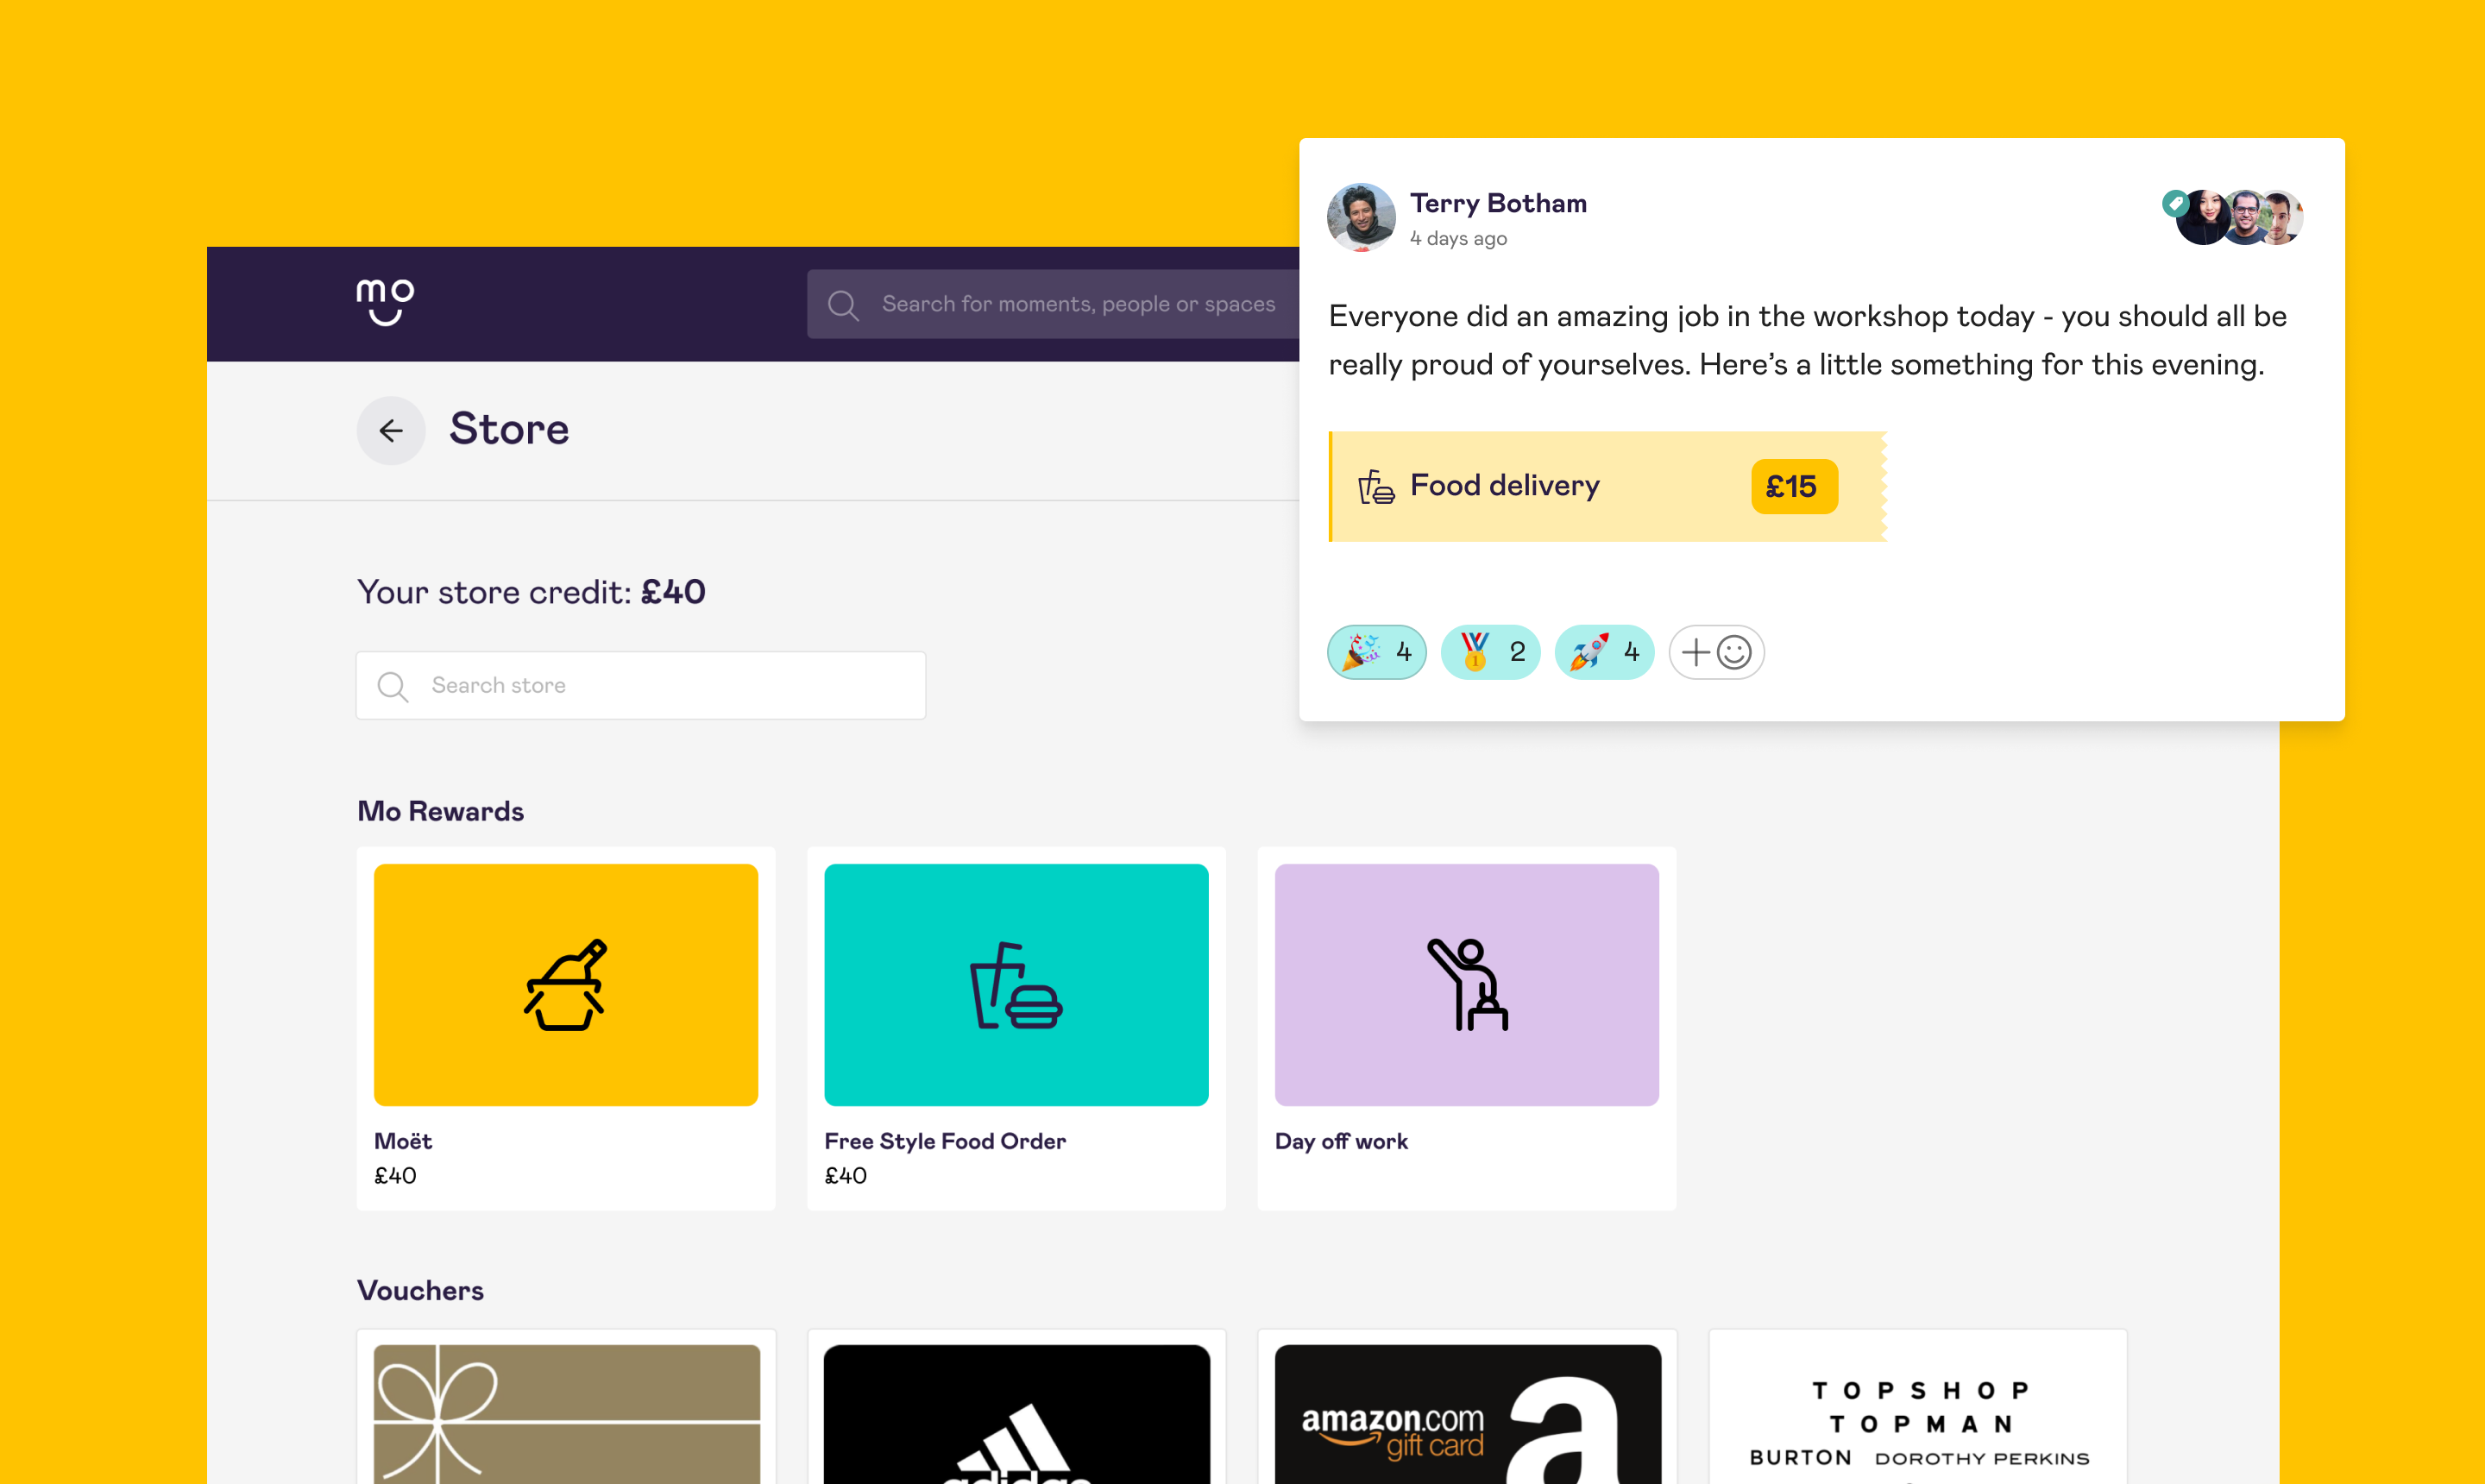 mo
Search for moments, people or spaces
Store
Your store credit: £40
Search store
Terry Botham
4 days ago
Everyone did an amazing job in the workshop today - you should all be
really proud of yourselves. Here’s a little something for this evening.
Food delivery £15
4 2 4
Mo Rewards
Moët
£40
Free Style Food Order
£40
Day off work
Vouchers
adidas
amazon.com
gift card
a
TOPSHOP
TOPMAN
BURTON DOROTHY PERKINS